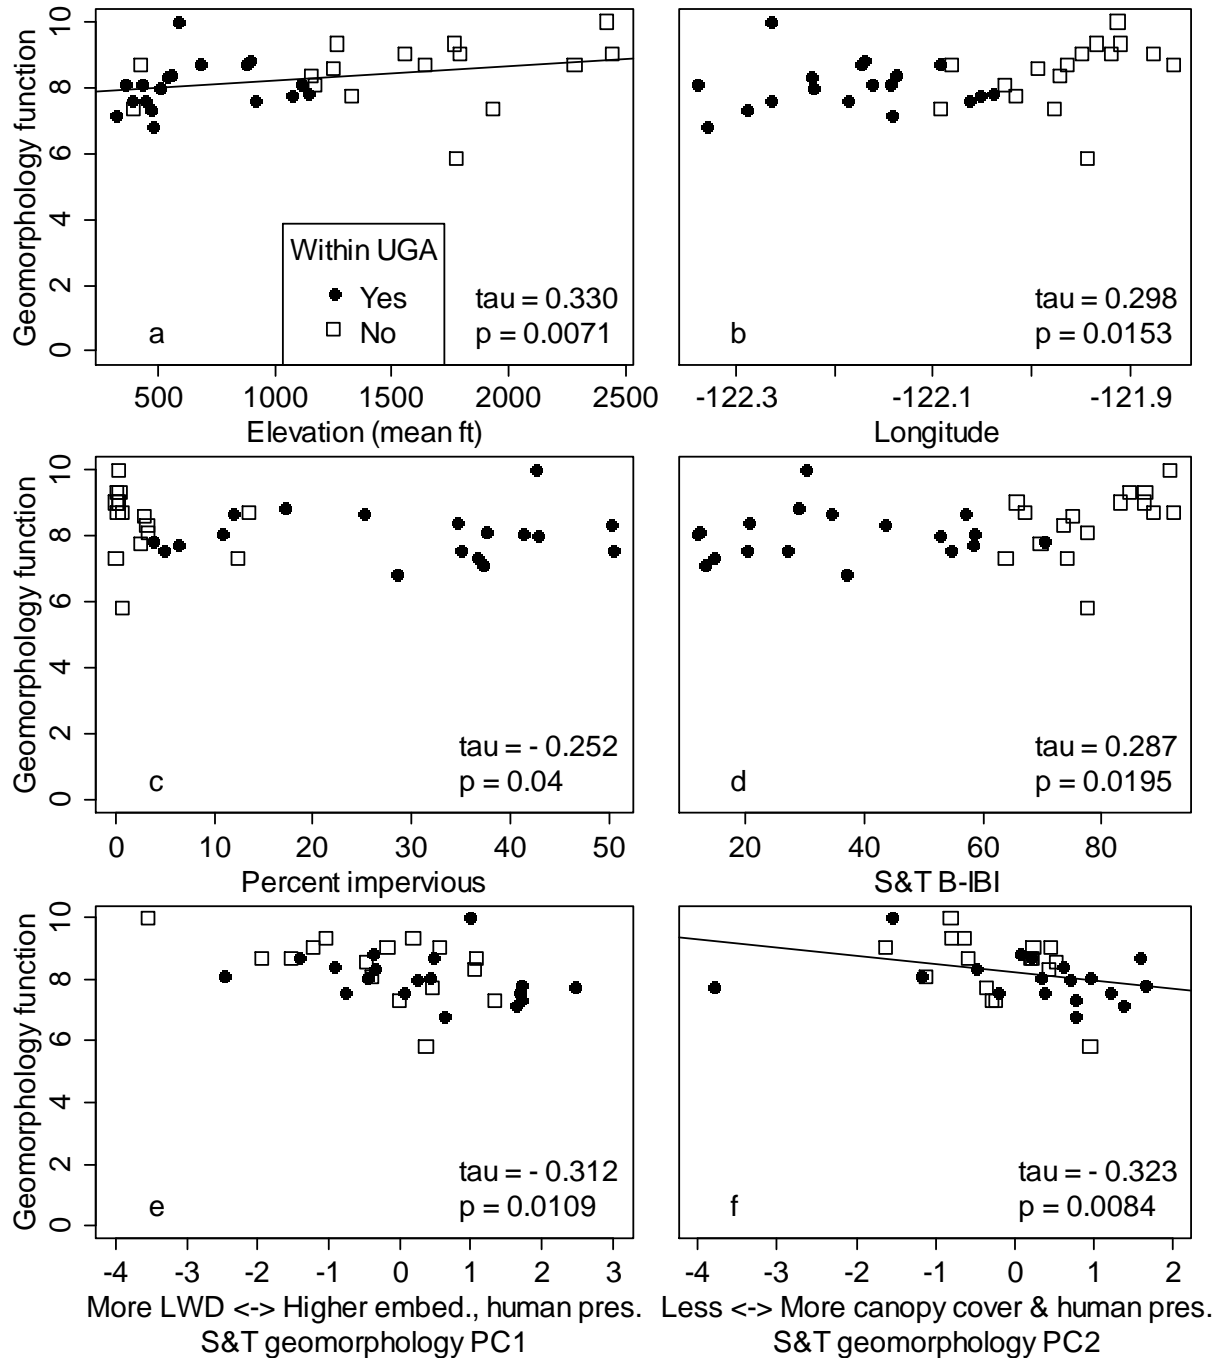 Geomorphology function
10
8
6
4
2
0
Within UGA
Yes
No
a
tau = 0.330
p = 0.0071
500 1000 1500 2000 2500
Elevation (mean ft)
b
tau = 0.298
p = 0.0153
-122.3 -122.1 -121.9
Longitude
Geomorphology function
10
8
6
4
2
0
c
tau = - 0.252
p = 0.04
0 10 20 30 40 50
Percent impervious
d
tau = 0.287
p = 0.0195
20 40 60 80
S&T B-IBI
Geomorphology function
10
8
6
4
2
0
e
tau = - 0.312
p = 0.0109
-4 -3 -2 -1 0 1 2 3
More LWD <-> Higher embed., human pres.
S&T geomorphology PC1
f
tau = - 0.323
p = 0.0084
-4 -3 -2 -1 0 1 2
Less <-> More canopy cover & human pres.
S&T geomorphology PC2